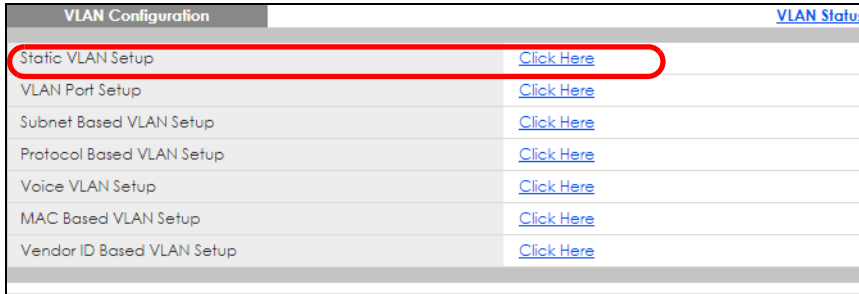 VLAN Configuration VLAN Status
Static VLAN Setup Click Here
VLAN Port Setup Click Here
Subnet Based VLAN Setup Click Here
Protocol Based VLAN Setup Click Here
Voice VLAN Setup Click Here
MAC Based VLAN Setup Click Here
Vendor ID Based VLAN Setup Click Here